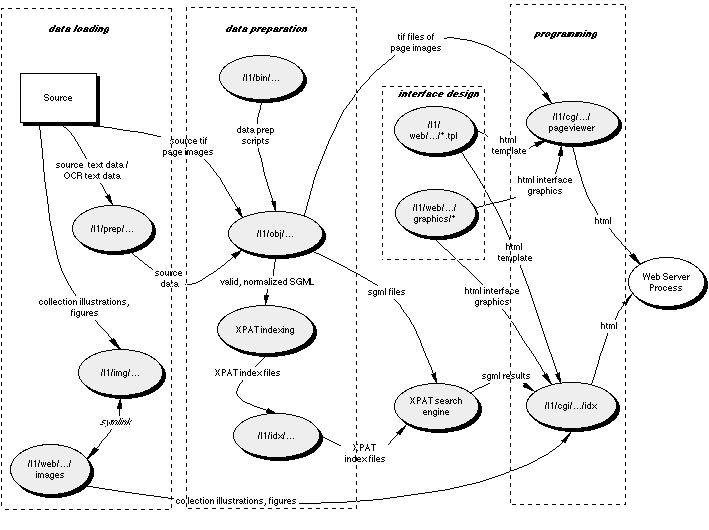 data loading
data preparation
tif files of
page images
programming
Source
/l1/bin/...
interface design
/l1/
web/.../*.tpl
/l1/cg/.../
pageviewer
data prep
scripts
source tif
page images
html
template
source text data /
OCR text data
html interface
graphics
/l1/prep/...
/l1/obj/...
/l1/web/.../
graphics/*
html
html
template
source
data
valid, normalized SGML
Web Server
Process
sgml files
html interface
graphics
collection illustrations,
figures
XPAT indexing
html
/l1/img/...
XPAT index files
sgml results
symlink
XPAT search
engine
/l1/cgi/.../idx
/l1/idx/...
XPAT
index files
/l1/web/.../
images
collection illustrations, figures